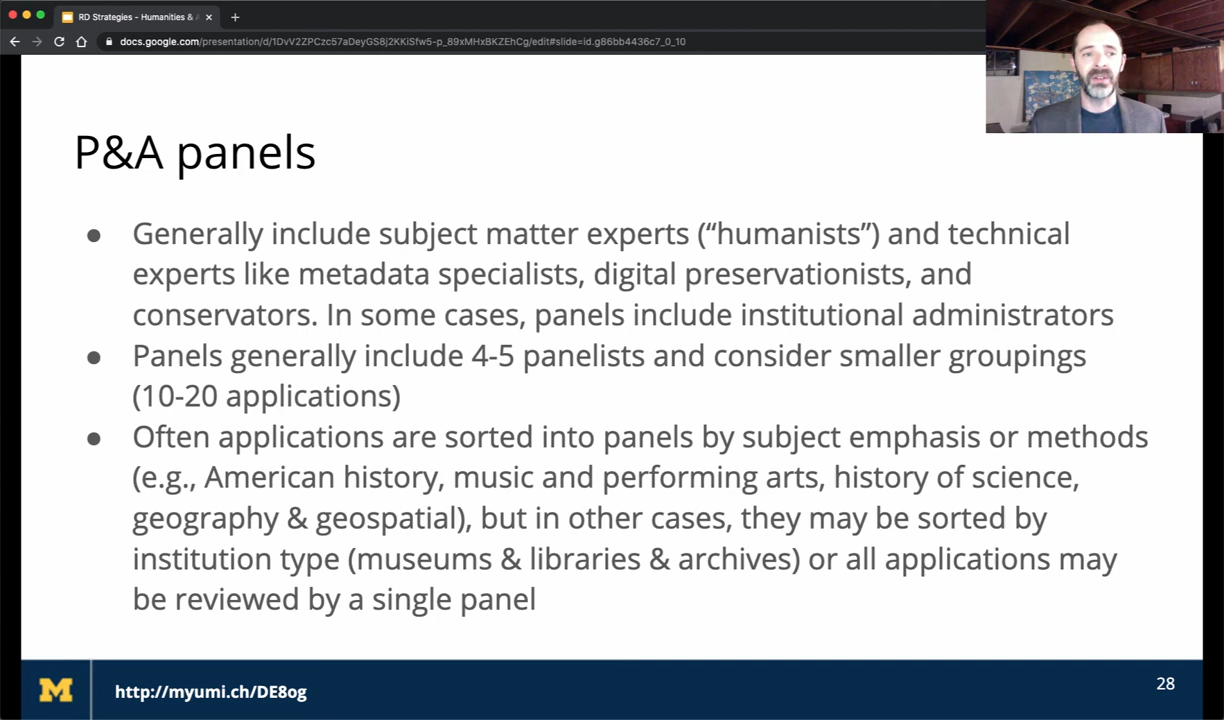 RD Strategies - Humanities & A
docs.google.com/presentation/d/1DvV2ZPCzc57aDeyGS8j2KKiSfw5-p_89xMHxBKZEhCg/edit#slide=id.g86bb4436c7_0_10
P&A panels
● Generally include subject matter experts (“humanists”) and technical
experts like metadata specialists, digital preservationists, and
conservators. In some cases, panels include institutional administrators
● Panels generally include 4-5 panelists and consider smaller groupings
(10-20 applications)
● Often applications are sorted into panels by subject emphasis or methods
(e.g., American history, music and performing arts, history of science,
geography & geospatial), but in other cases, they may be sorted by
institution type (museums & libraries & archives) or all applications may
be reviewed by a single panel
M
http://myumi.ch/DE8og
28